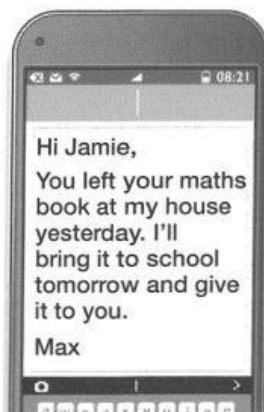 08:21
Hi Jamie,
You left your maths
book at my house
yesterday. I'll
bring it to school
tomorrow and give
it to you.
Max